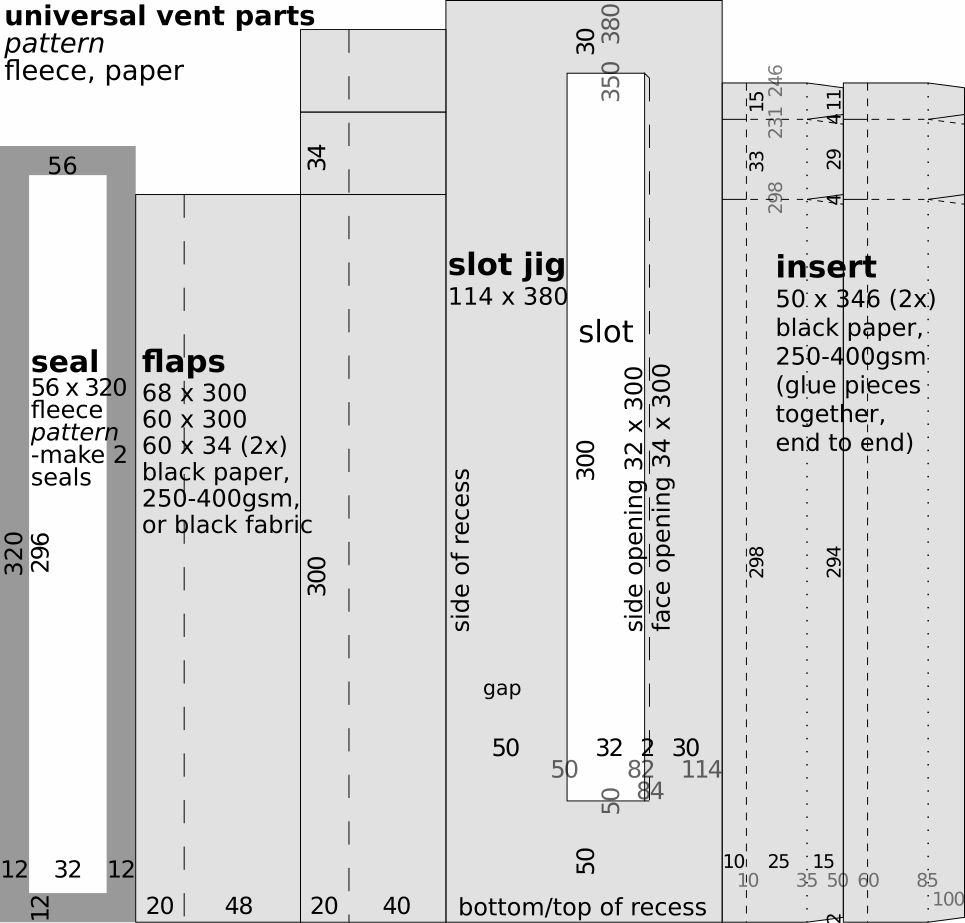 universal vent parts
pattern
fleece, paper
56
seal
56 x 320
fleece
pattern
-make 2
seals
320
296
12
32
12
12
flaps
68 x 300
60 x 300
60 x 34 (2x)
black paper,
250-400gsm,
or black fabric
20
48
34
300
20
40
30
380
350
slot jig
114 x 380
slot
side of recess
300
side opening 32 x 300
face opening 34 x 300
gap
50
32
2
30
50
82
114
84
50
50
bottom/top of recess
15
246
231
11
4
33
29
298
4
insert
50 x 346 (2x)
black paper,
250-400gsm
(glue pieces
together,
end to end)
298
294
10
25
15
10
35
50
60
85
100
2